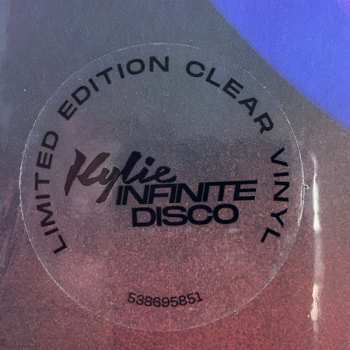 LIMITED EDITION CLEAR VINYL
Kylie
INFINITE
DISCO
538695851